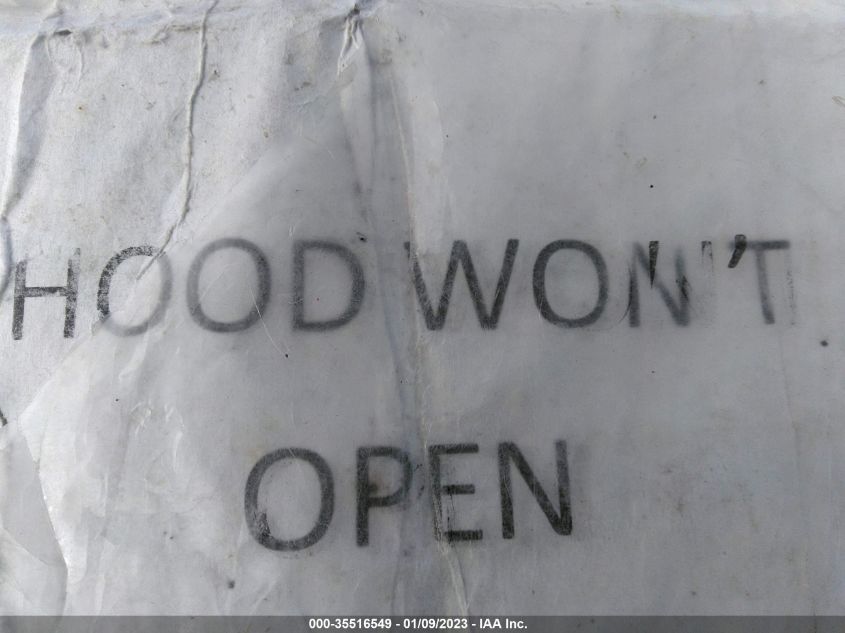 HOOD WON'T
OPEN
000-35516549 - 01/09/2023 - IAA Inc.